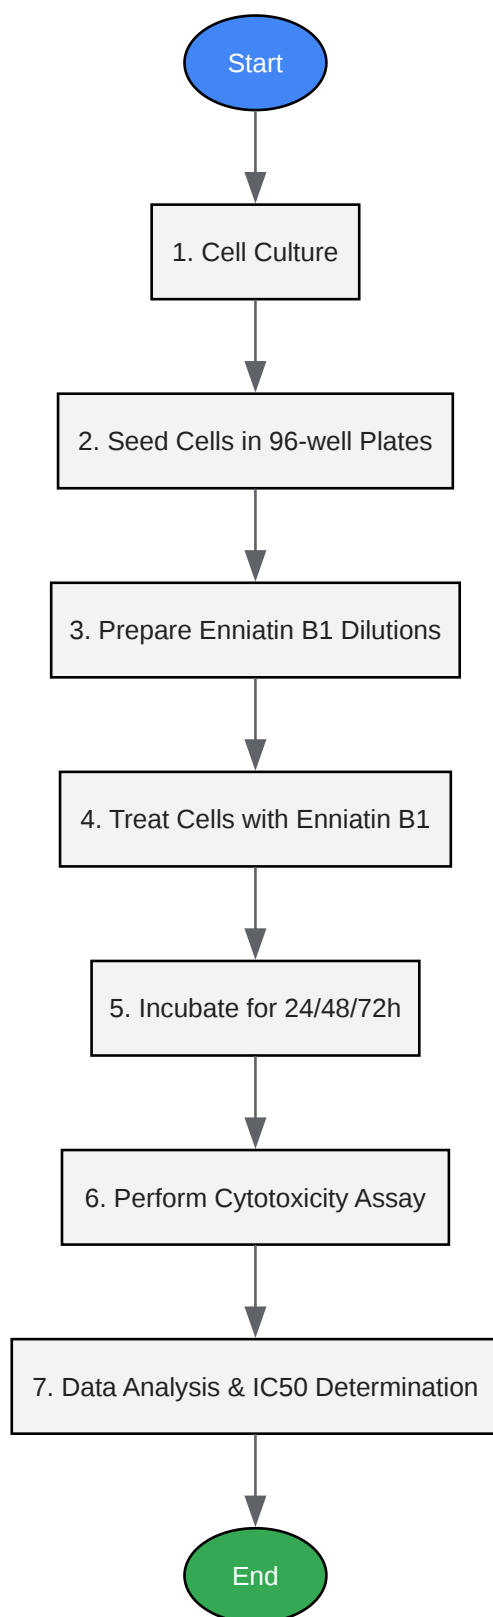 Start
1. Cell Culture
2. Seed Cells in 96-well Plates
3. Prepare Enniatin B1 Dilutions
4. Treat Cells with Enniatin B1
5. Incubate for 24/48/72h
6. Perform Cytotoxicity Assay
7. Data Analysis & IC50 Determination
End